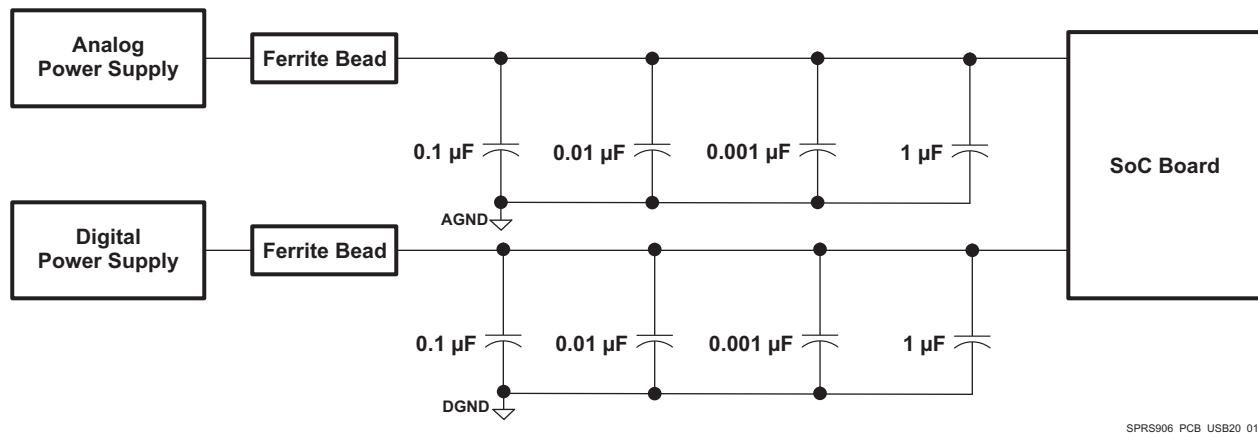 Analog
Power Supply
Ferrite Bead
0.1 µF
0.01 µF
0.001 µF
1 µF
SoC Board
AGND
Digital
Power Supply
Ferrite Bead
0.1 µF
0.01 µF
0.001 µF
1 µF
DGND
SPRS906_PCB_USB20_01